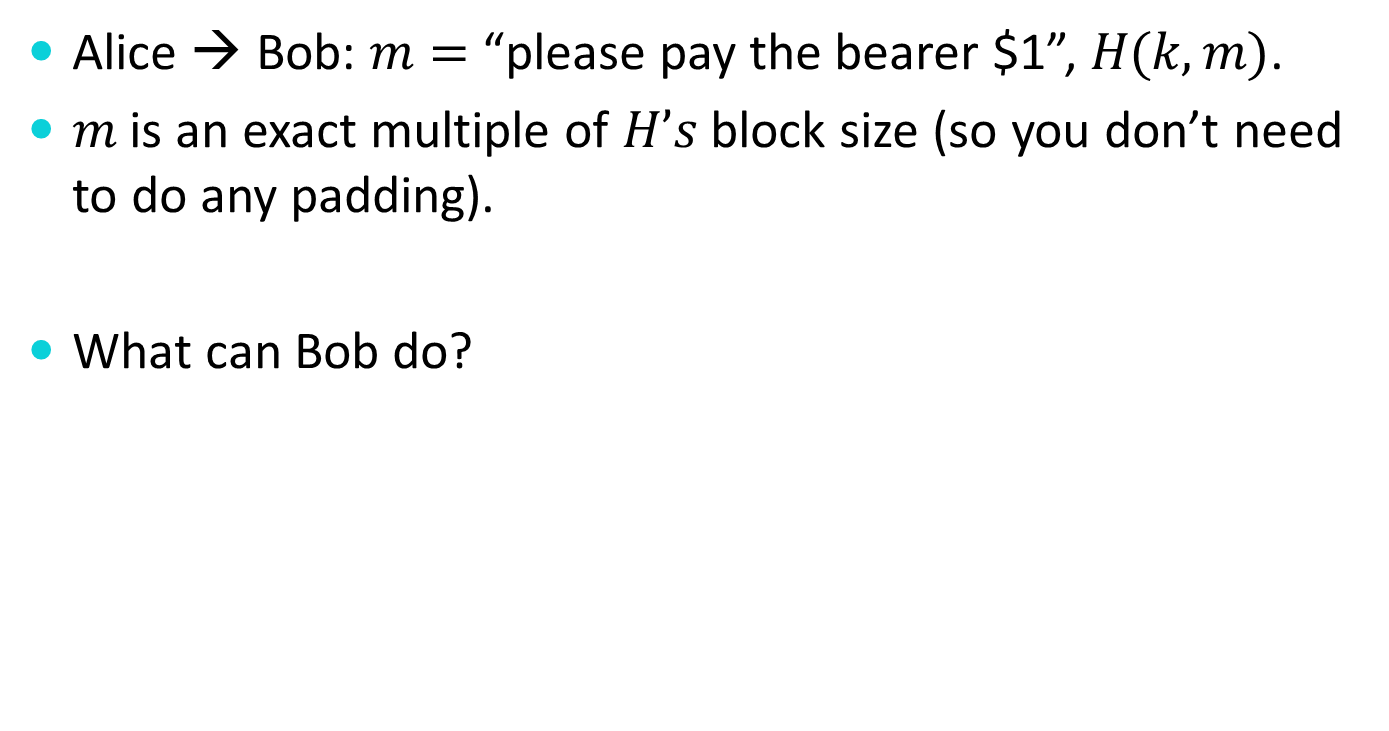 • Alice → Bob: m = “please pay the bearer $1”, H(k, m).
• m is an exact multiple of H’s block size (so you don’t need
to do any padding).
• What can Bob do?